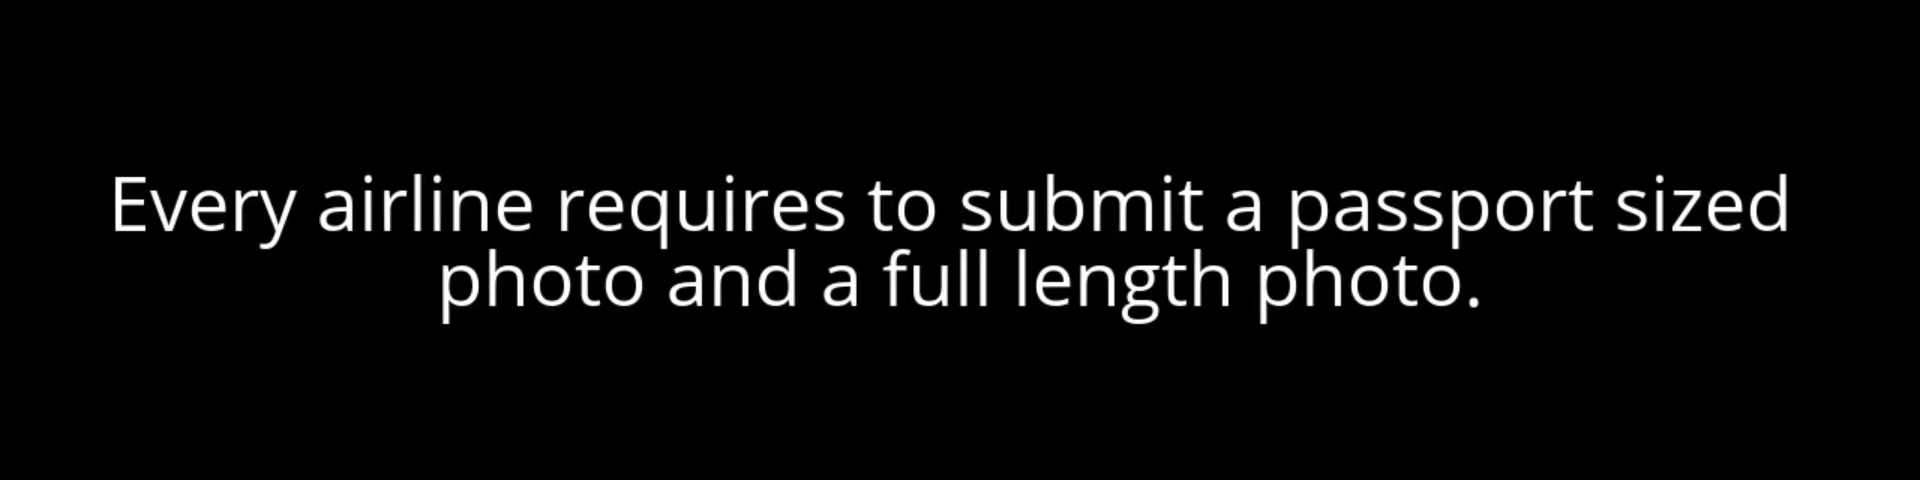 Every airline requires to submit a passport sized
photo and a full length photo.